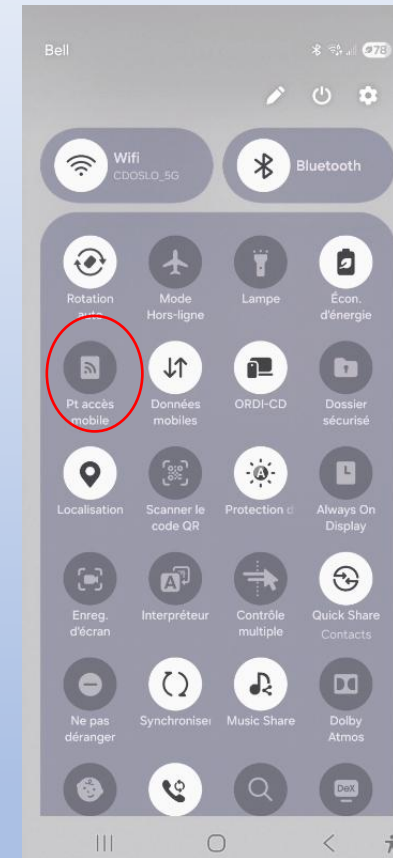 Bell
78
Wifi
CDOSLO_5G
Bluetooth
Rotation
auto
Mode
Hors-ligne
Lampe
Écon.
d'énergie
Pt accès
mobile
Données
mobiles
ORDI-CD
Dossier
sécurisé
Localisation
Scanner le
code QR
Protection d
Always On
Display
Enreg.
d'écran
Interpréteur
Contrôle
multiple
Quick Share
Contacts
Ne pas
déranger
Synchroniser
Music Share
Dolby
Atmos
DeX